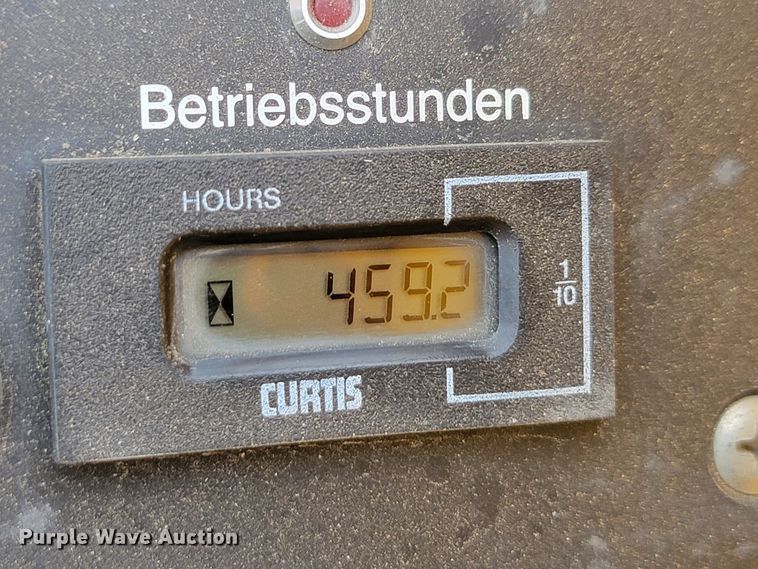 Betriebsstunden
HOURS
459.2
1/10
CURTIS
Purple Wave Auction